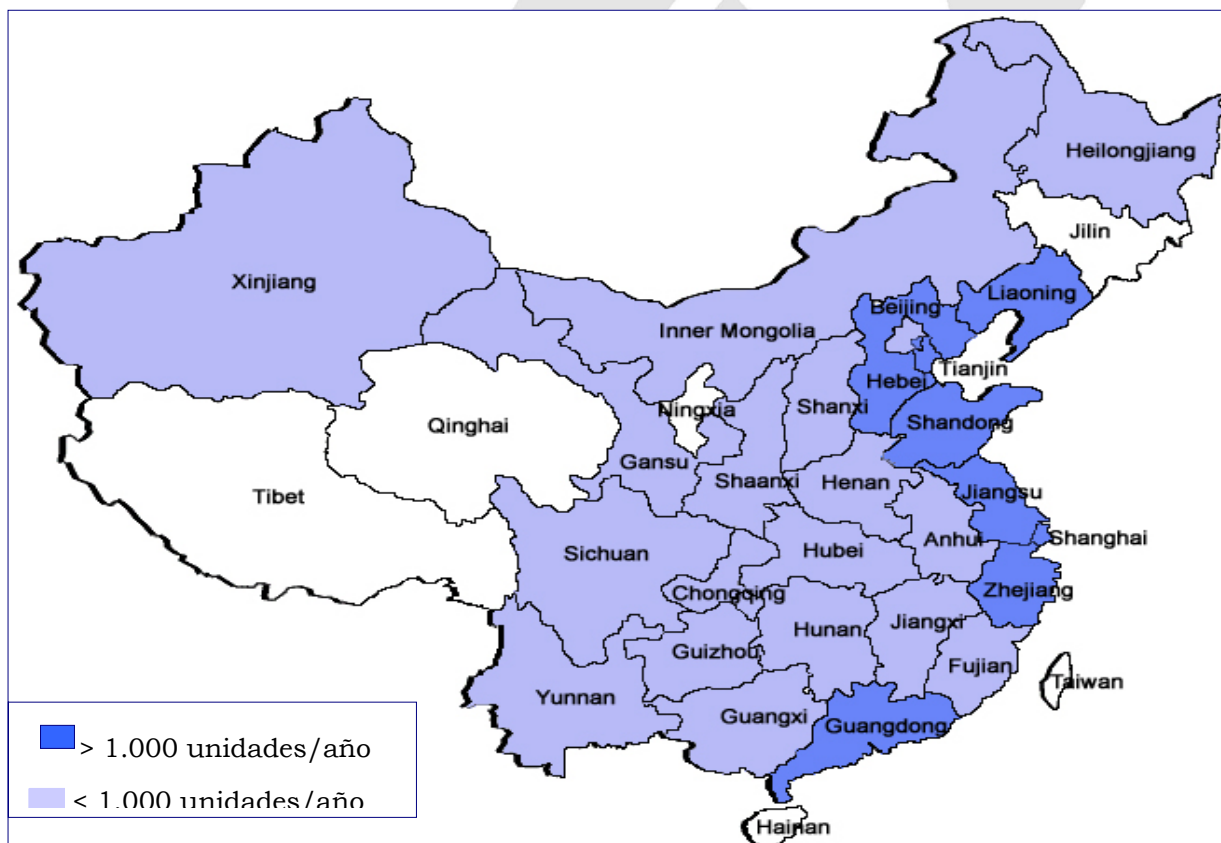 Heilongjiang
Jilin
Xinjiang
Beijing
Liaoning
Inner Mongolia
Tianjin
Hebei
Ningxia
Shanxi
Qinghai
Shandong
Gansu
Shaanxi
Henan
Tibet
Jiangsu
Sichuan
Hubei
Anhui
Shanghai
Chongqing
Zhejiang
Jiangxi
Hunan
Guizhou
Fujian
Taiwan
Yunnan
Guangxi
Guangdong
> 1.000 unidades/año
< 1.000 unidades/año
Hainan